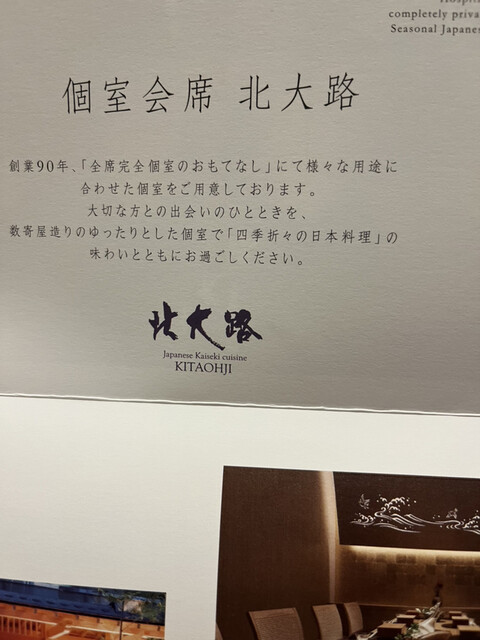 completely
Seasonal
個室会席 北大路
創業90年、「全席完全個室のおもてなし」にて様々な用途に
合わせた個室をご用意しております。
大切な方との出会いのひとときを、
数寄屋造りのゆったりとした個室で「四季折々の日本料理」の
味わいとともにお過ごしください。
北大路
Japanese Kaiseki cuisine
KITAOHJI